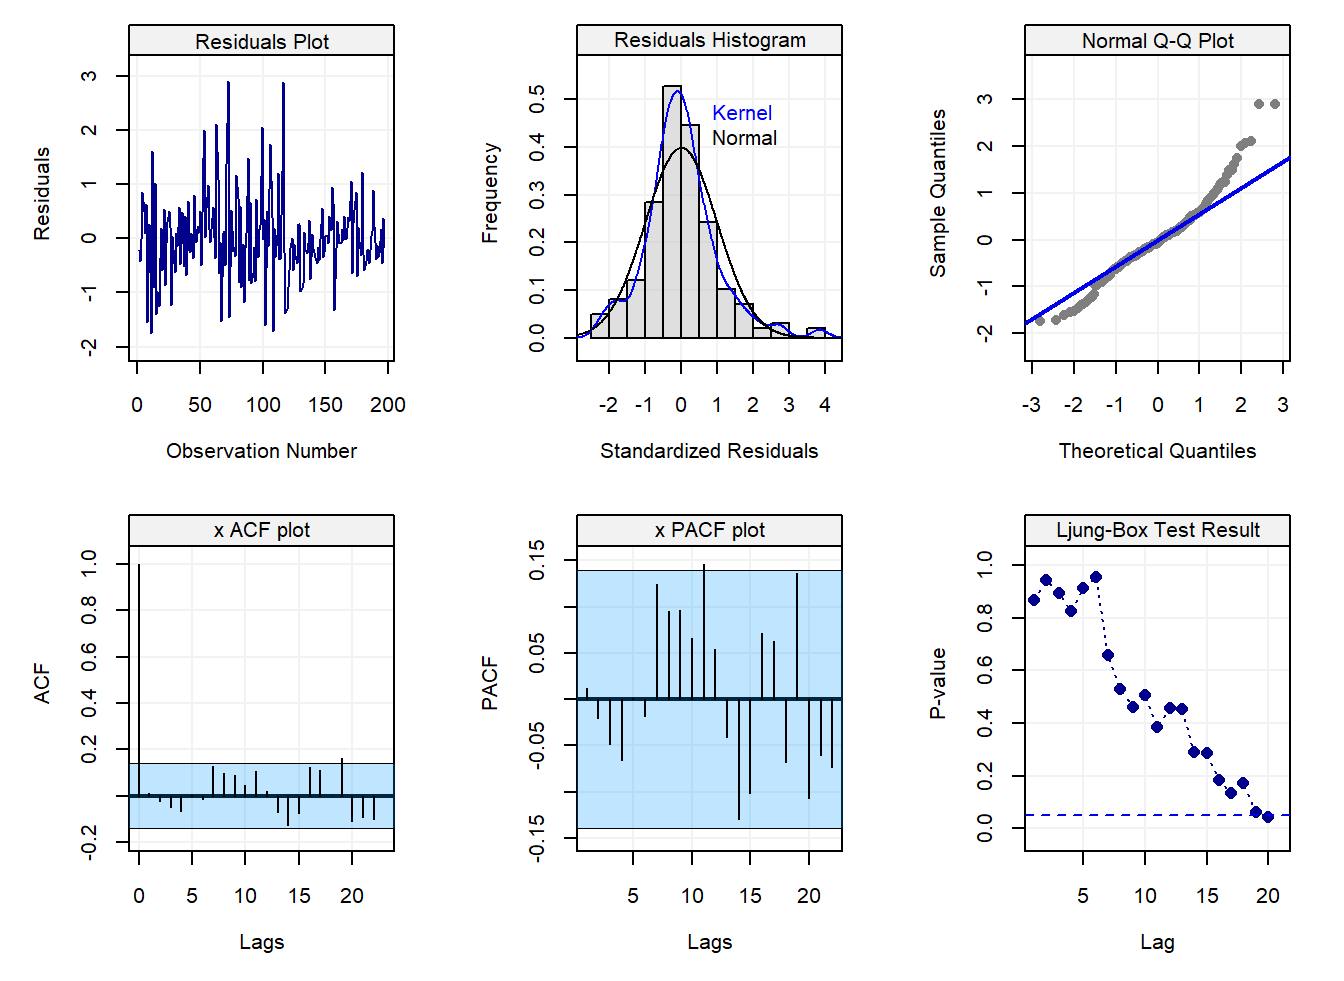 Residuals Plot
Residuals
3
2
1
0
-1
-2
0 50 100 150 200
Observation Number
Residuals Histogram
Frequency
0.5
0.4
0.3
0.2
0.1
0.0
Kernel
Normal
-2 -1 0 1 2 3 4
Standardized Residuals
Normal Q-Q Plot
Sample Quantiles
3
2
1
0
-1
-2
-3 -2 -1 0 1 2 3
Theoretical Quantiles
x ACF plot
ACF
1.0
0.8
0.6
0.4
0.2
-0.2
0 5 10 15 20
Lags
x PACF plot
PACF
0.15
0.05
-0.05
-0.15
5 10 15 20
Lags
Ljung-Box Test Result
P-value
1.0
0.8
0.6
0.4
0.2
0.0
5 10 15 20
Lag